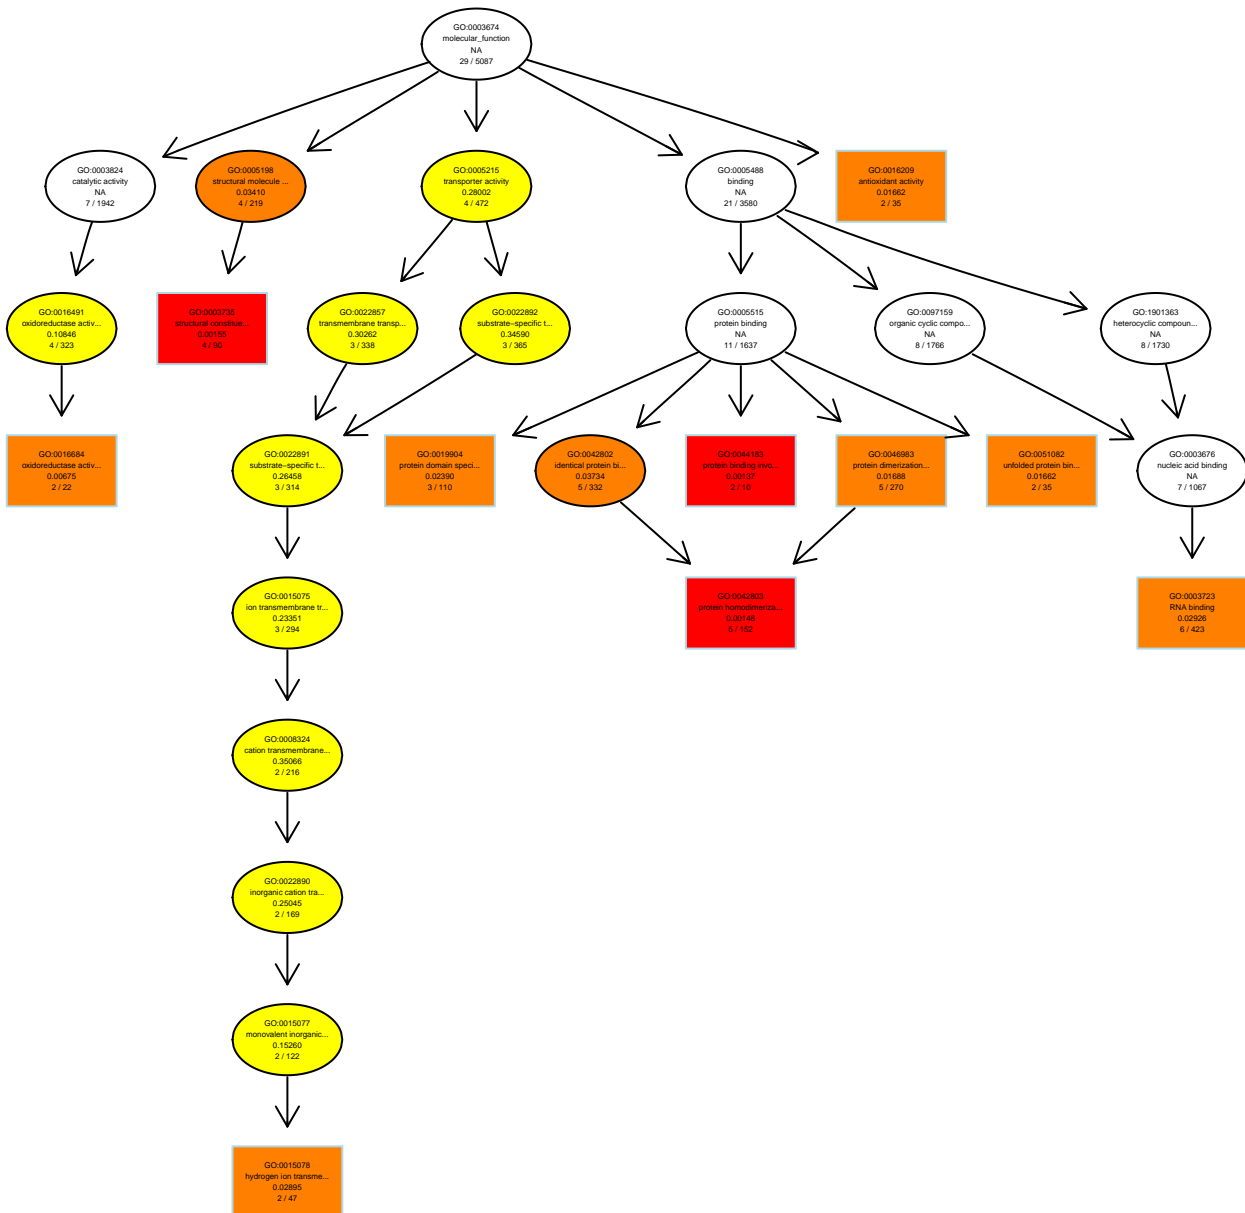 GO:0003674
molecular_function
NA
29 / 5087
GO:0003824
catalytic activity
NA
7 / 1942
GO:0005198
structural molecule ...
0.03410
4 / 219
GO:0005215
transporter activity
0.28002
4 / 472
GO:0005488
binding
NA
21 / 3580
GO:0016209
antioxidant activity
0.01662
2 / 35
GO:0016491
oxidoreductase activ...
0.10846
4 / 323
GO:0003735
structural constitue...
0.00155
4 / 90
GO:0022857
transmembrane transp...
0.30262
3 / 338
GO:0022892
substrate−specific t...
0.34590
3 / 365
GO:0005515
protein binding
NA
11 / 1637
GO:0097159
organic cyclic compo...
NA
8 / 1766
GO:1901363
heterocyclic compoun...
NA
8 / 1730
GO:0016684
oxidoreductase activ...
0.00675
2 / 22
GO:0022891
substrate−specific t...
0.26458
3 / 314
GO:0019904
protein domain speci...
0.02390
3 / 110
GO:0042802
identical protein bi...
0.03734
5 / 332
GO:0044183
protein binding invo...
0.00137
2 / 10
GO:0046983
protein dimerization...
0.01688
5 / 270
GO:0051082
unfolded protein bin...
0.01662
2 / 35
GO:0003676
nucleic acid binding
NA
7 / 1067
GO:0015075
ion transmembrane tr...
0.23351
3 / 294
GO:0042803
protein homodimeriza...
0.00148
5 / 152
GO:0003723
RNA binding
0.02926
6 / 423
GO:0008324
cation transmembrane...
0.35066
2 / 216
GO:0022890
inorganic cation tra...
0.25045
2 / 169
GO:0015077
monovalent inorganic...
0.15260
2 / 122
GO:0015078
hydrogen ion transme...
0.02895
2 / 47